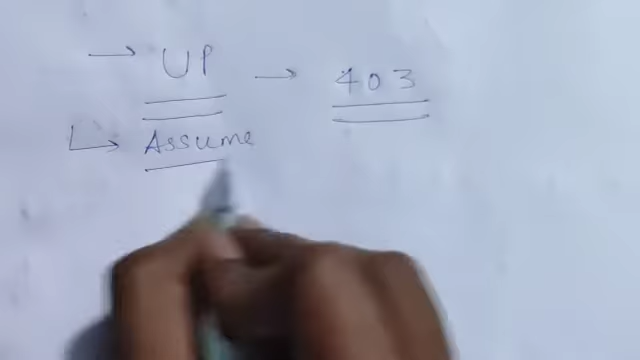 → UP → 403
↳ Assume